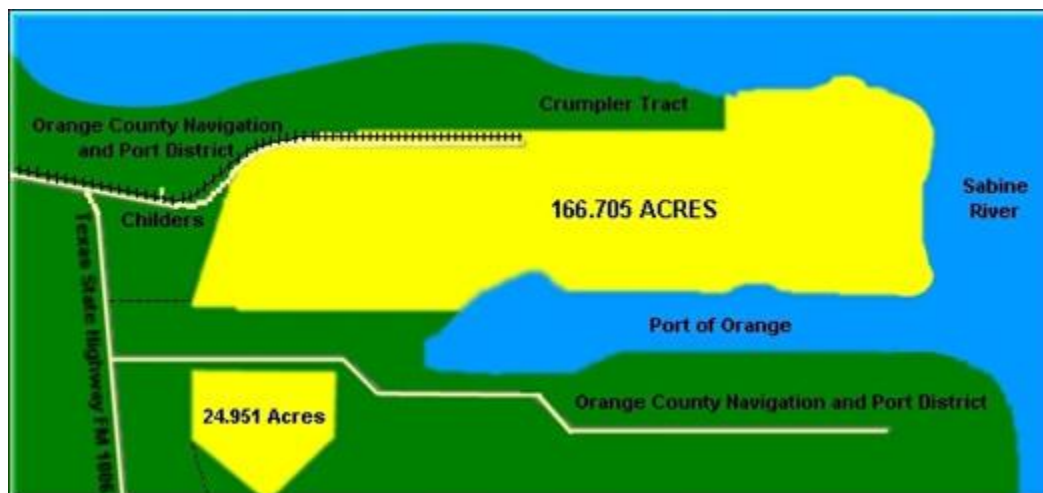 Crumpler Tract
Orange County Navigation
and Port District
Sabine
River
166.705 ACRES
Childers
Texas State Highway FM 1006
Port of Orange
24.951 Acres
Orange County Navigation and Port District